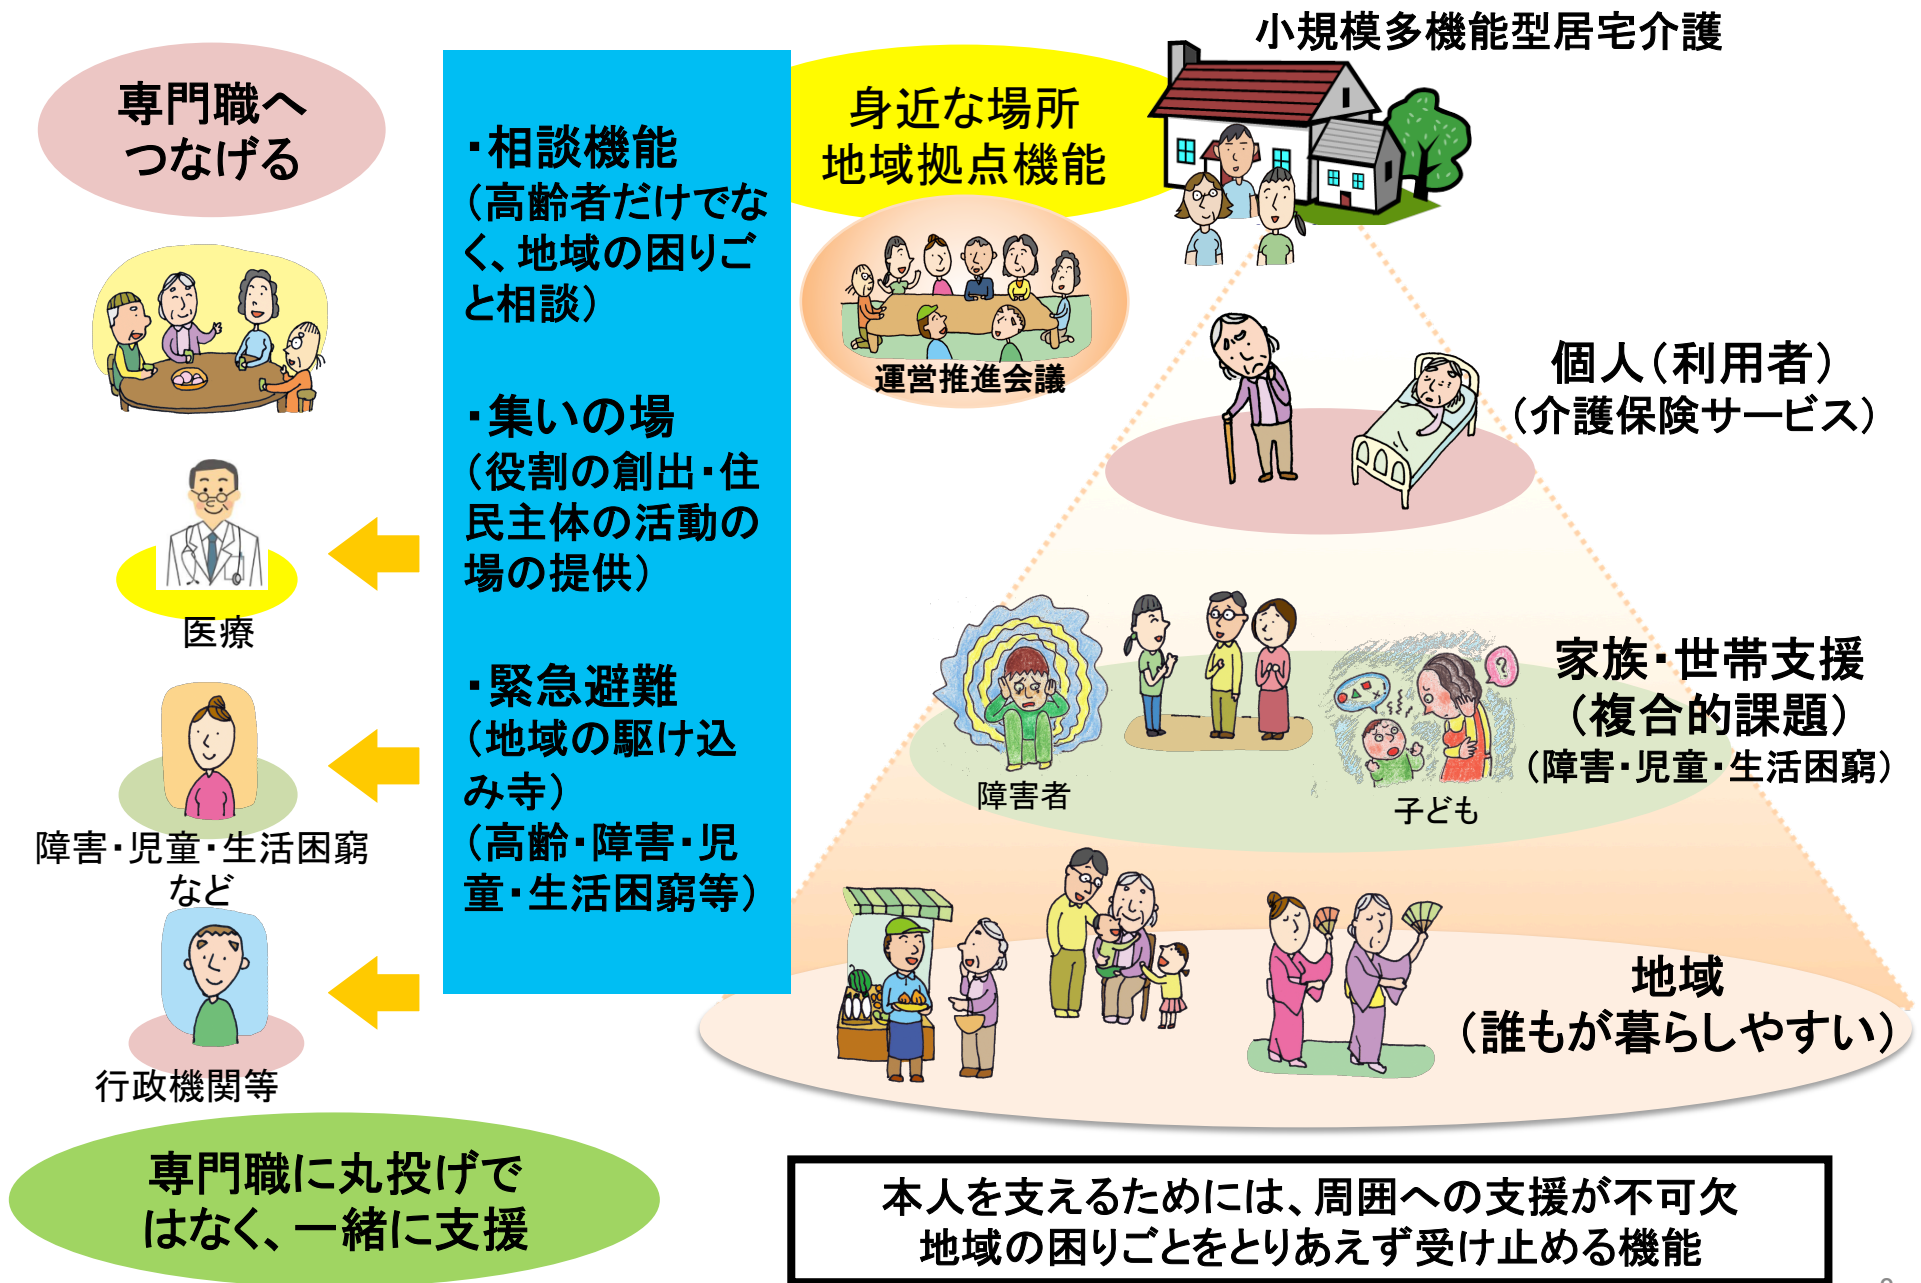 小規模多機能型居宅介護
専門職へ
つなげる
・相談機能
（高齢者だけでな
く、地域の困りご
と相談）
・集いの場
（役割の創出・住
民主体の活動の
場の提供）
・緊急避難
（地域の駆け込
み寺）
（高齢・障害・児
童・生活困窮等）
身近な場所
地域拠点機能
運営推進会議
個人（利用者）
（介護保険サービス）
家族・世帯支援
（複合的課題）
（障害・児童・生活困窮）
障害者
子ども
?
地域
（誰もが暮らしやすい）
医療
障害・児童・生活困窮
など
行政機関等
専門職に丸投げで
はなく、一緒に支援
本人を支えるためには、周囲への支援が不可欠
地域の困りごとをとりあえず受け止める機能